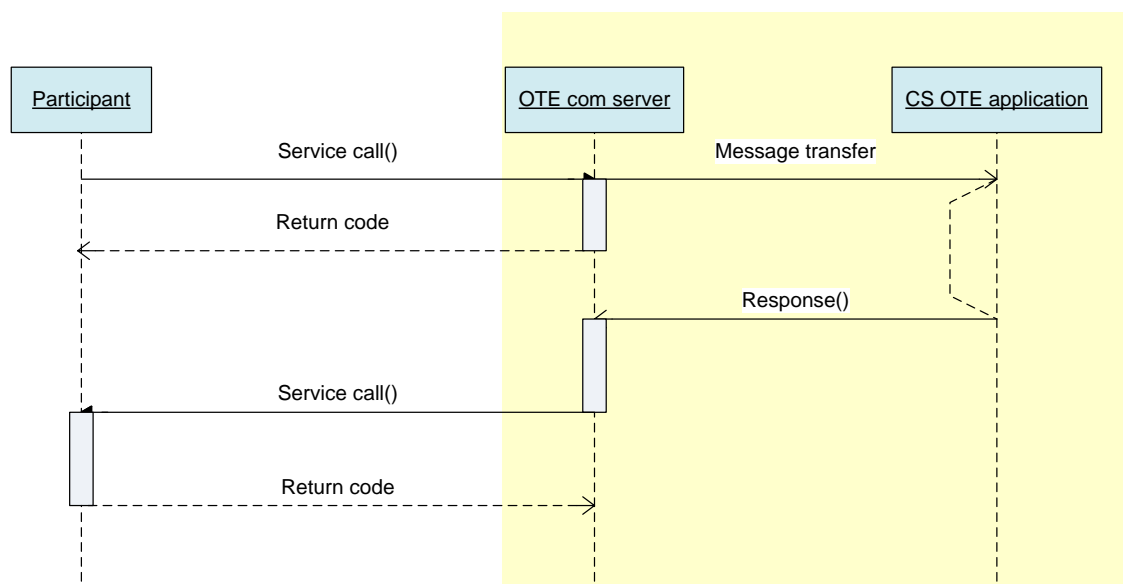 Participant
OTE com server
CS OTE application
Service call()
Message transfer
Return code
Response()
Service call()
Return code